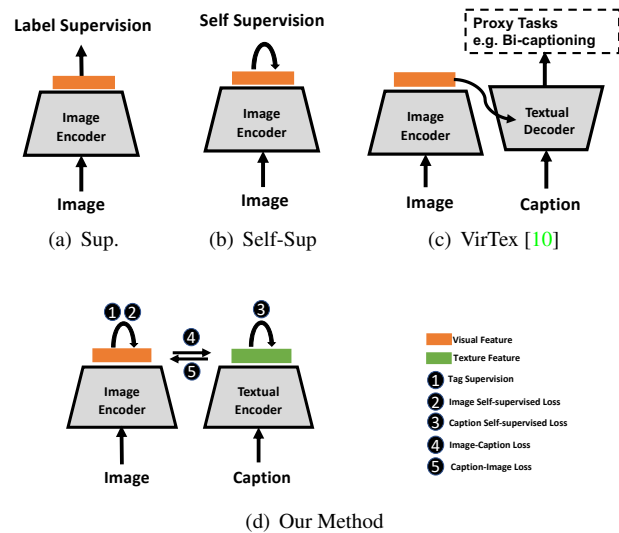 Label Supervision
Image
Encoder
Image
(a) Sup.
Self Supervision
Image
Encoder
Image
(b) Self-Sup
Proxy Tasks
e.g. Bi-captioning
Image
Encoder
Textual
Decoder
Image
Caption
(c) VirTex [10]
1 2
3
4
5
Image
Encoder
Textual
Encoder
Image
Caption
Visual Feature
Texture Feature
1 Tag Supervision
2 Image Self-supervised Loss
3 Caption Self-supervised Loss
4 Image-Caption Loss
5 Caption-Image Loss
(d) Our Method